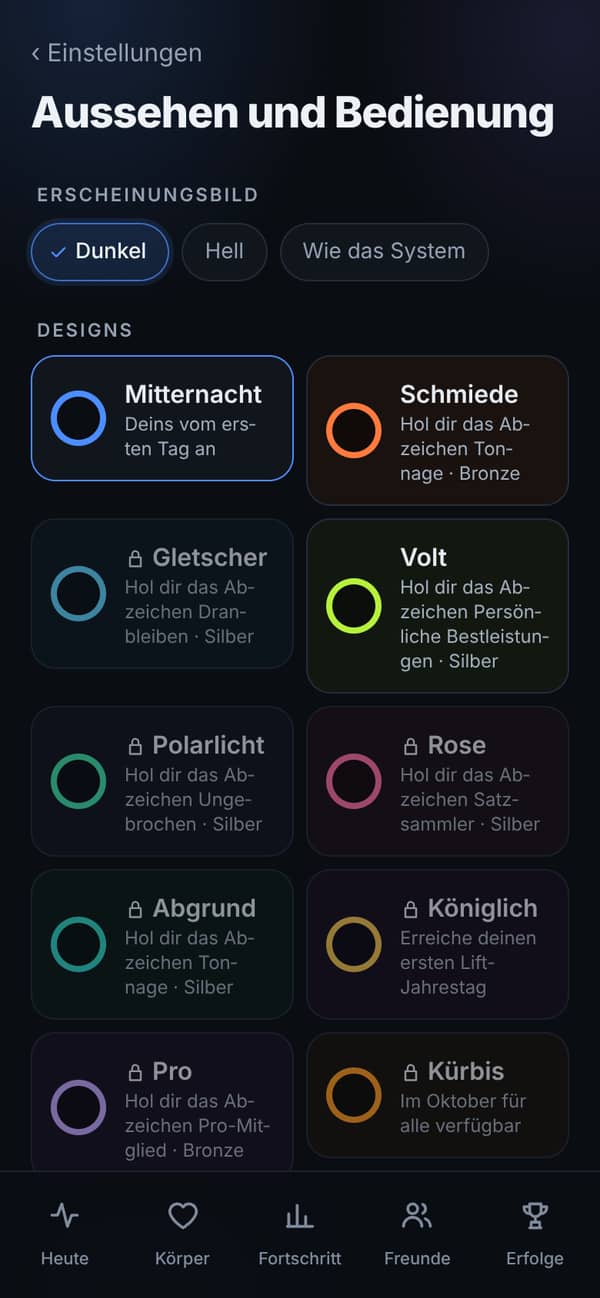 ‹ Einstellungen
Aussehen und Bedienung
ERSCHEINUNGSBILD
Dunkel
Hell
Wie das System
DESIGNS
Mitternacht
Deins vom ers-
ten Tag an
Schmiede
Hol dir das Ab-
zeichen Ton-
nage · Bronze
Gletscher
Hol dir das Ab-
zeichen Dran-
bleiben · Silber
Volt
Hol dir das Ab-
zeichen Persön-
liche Bestleistun-
gen · Silber
Polarlicht
Hol dir das Ab-
zeichen Unge-
brochen · Silber
Rose
Hol dir das Ab-
zeichen Satz-
sammler · Silber
Abgrund
Hol dir das Ab-
zeichen Ton-
nage · Silber
Königlich
Erreiche deinen
ersten Lift-
Jahrestag
Pro
Hol dir das Ab-
zeichen Pro-Mit-
glied · Bronze
Kürbis
Im Oktober für
alle verfügbar
Heute
Körper
Fortschritt
Freunde
Erfolge